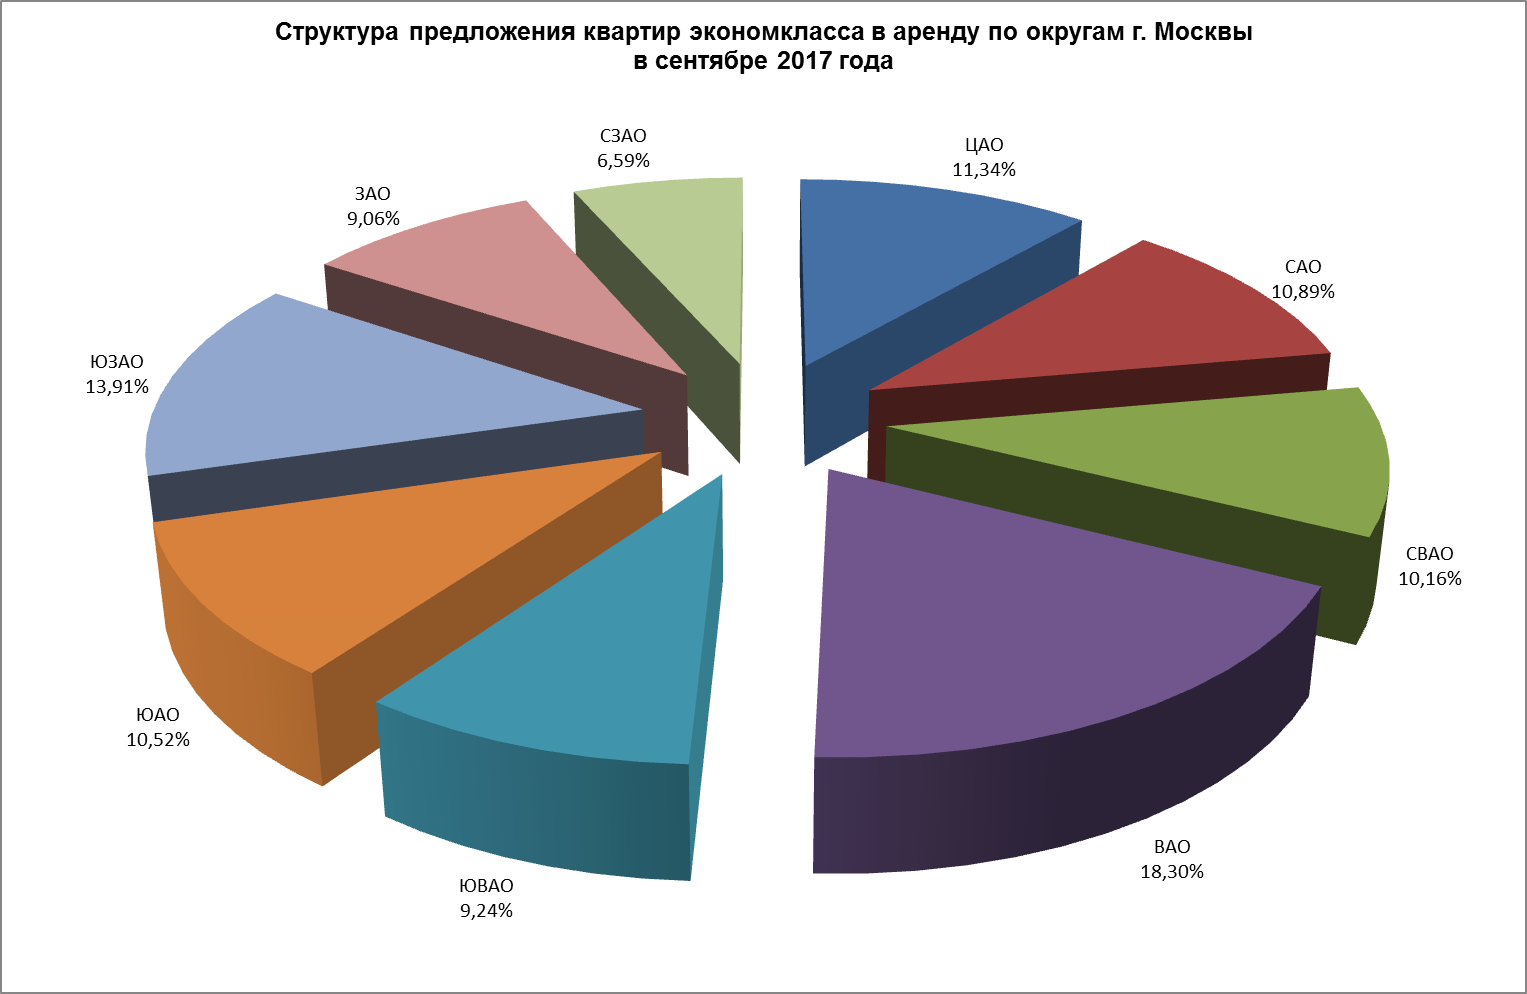 Структура предложения квартир экономкласса в аренду по округам г. Москвы
в сентябре 2017 года
ЦАО
11,34%
САО
10,89%
СВАО
10,16%
ВАО
18,30%
ЮВАО
9,24%
ЮАО
10,52%
ЮЗАО
13,91%
ЗАО
9,06%
СЗАО
6,59%